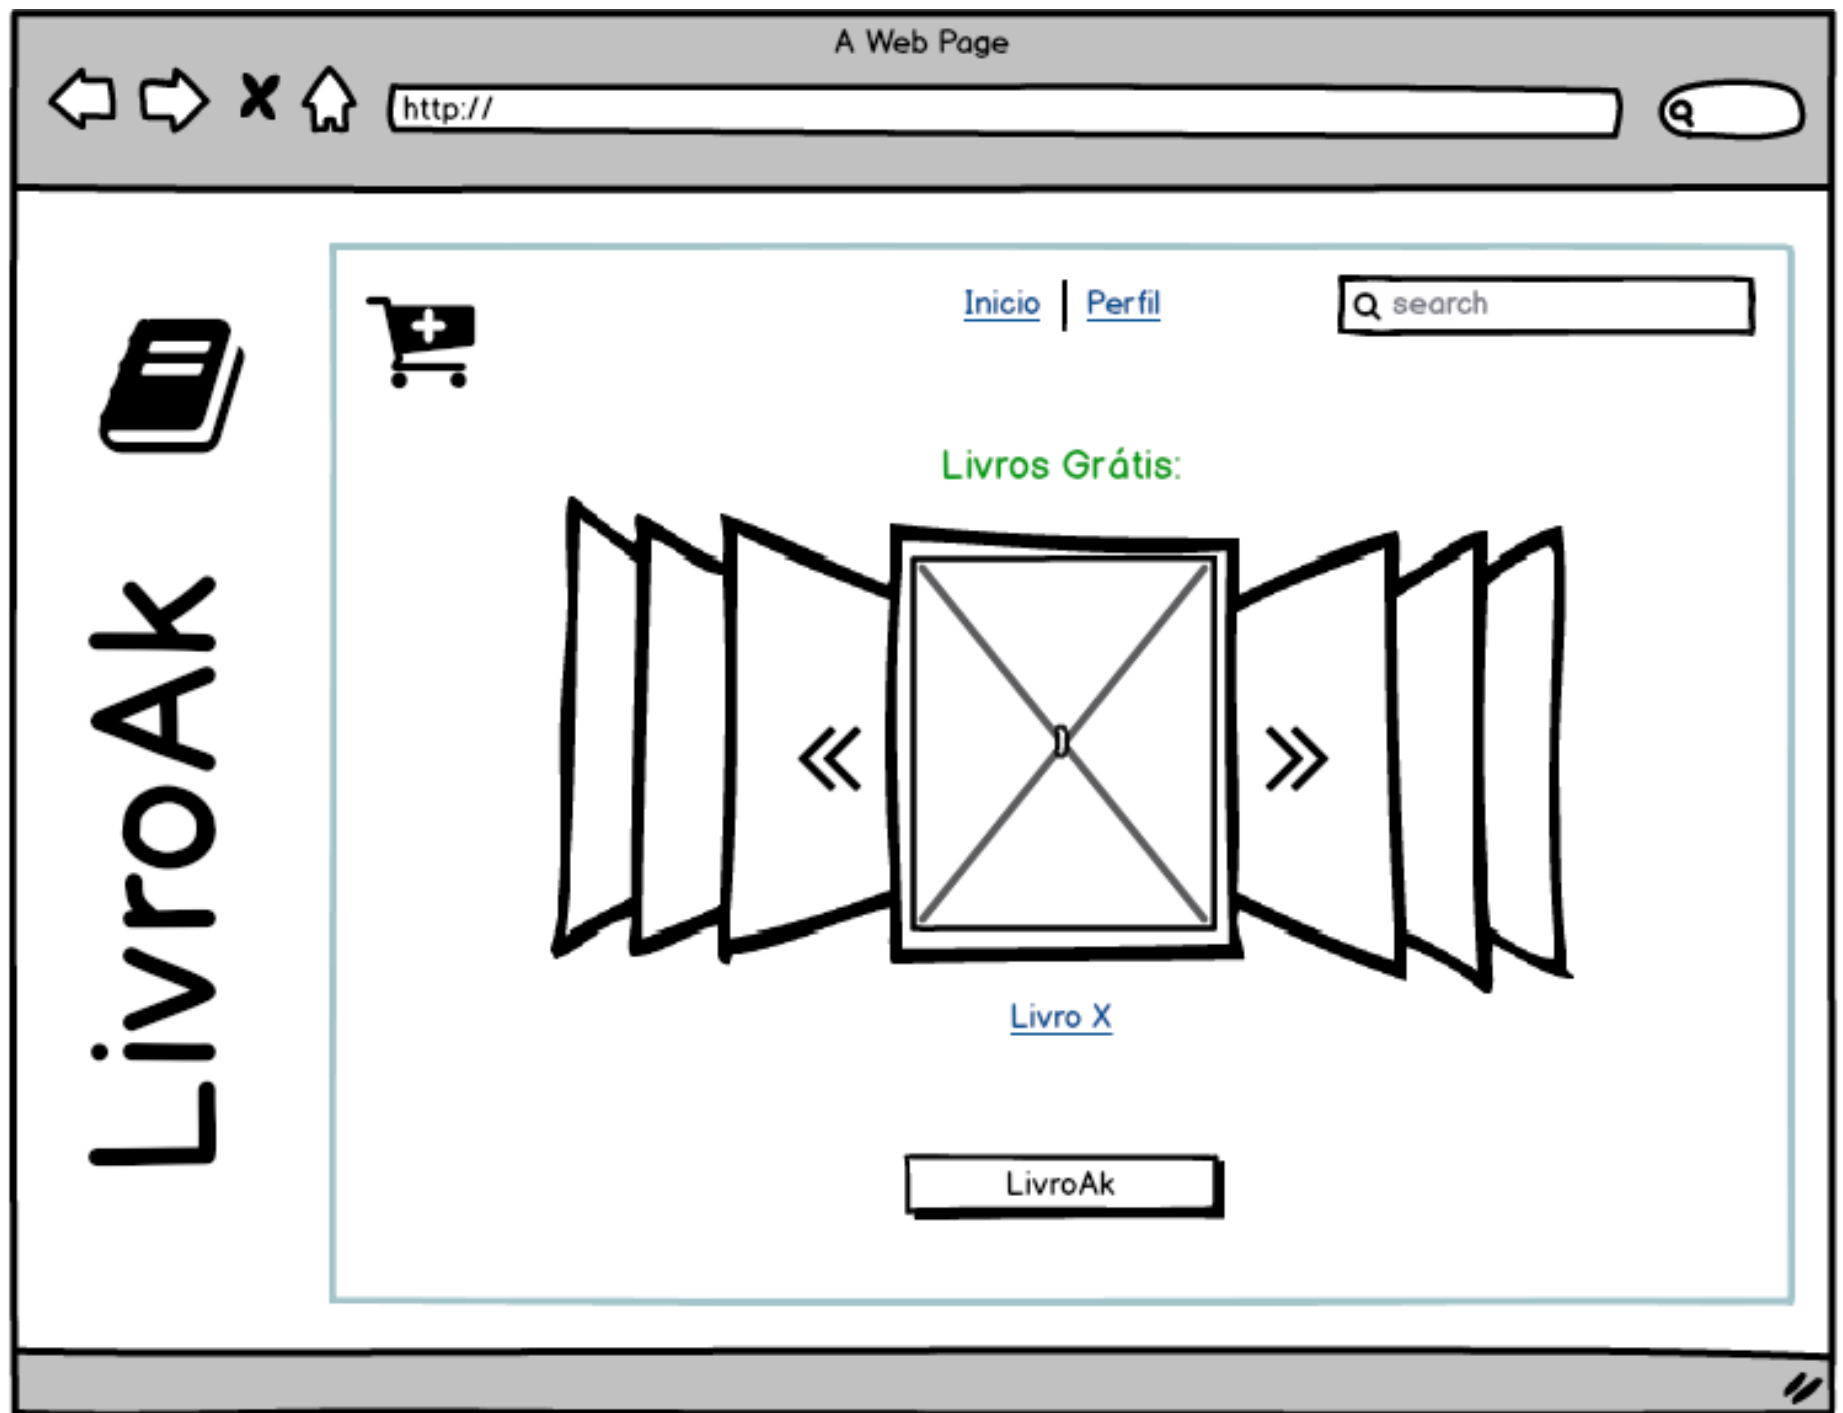 A Web Page
http://
Inicio | Perfil
search
LivroAk
Livros Grátis:
Livro X
LivroAk